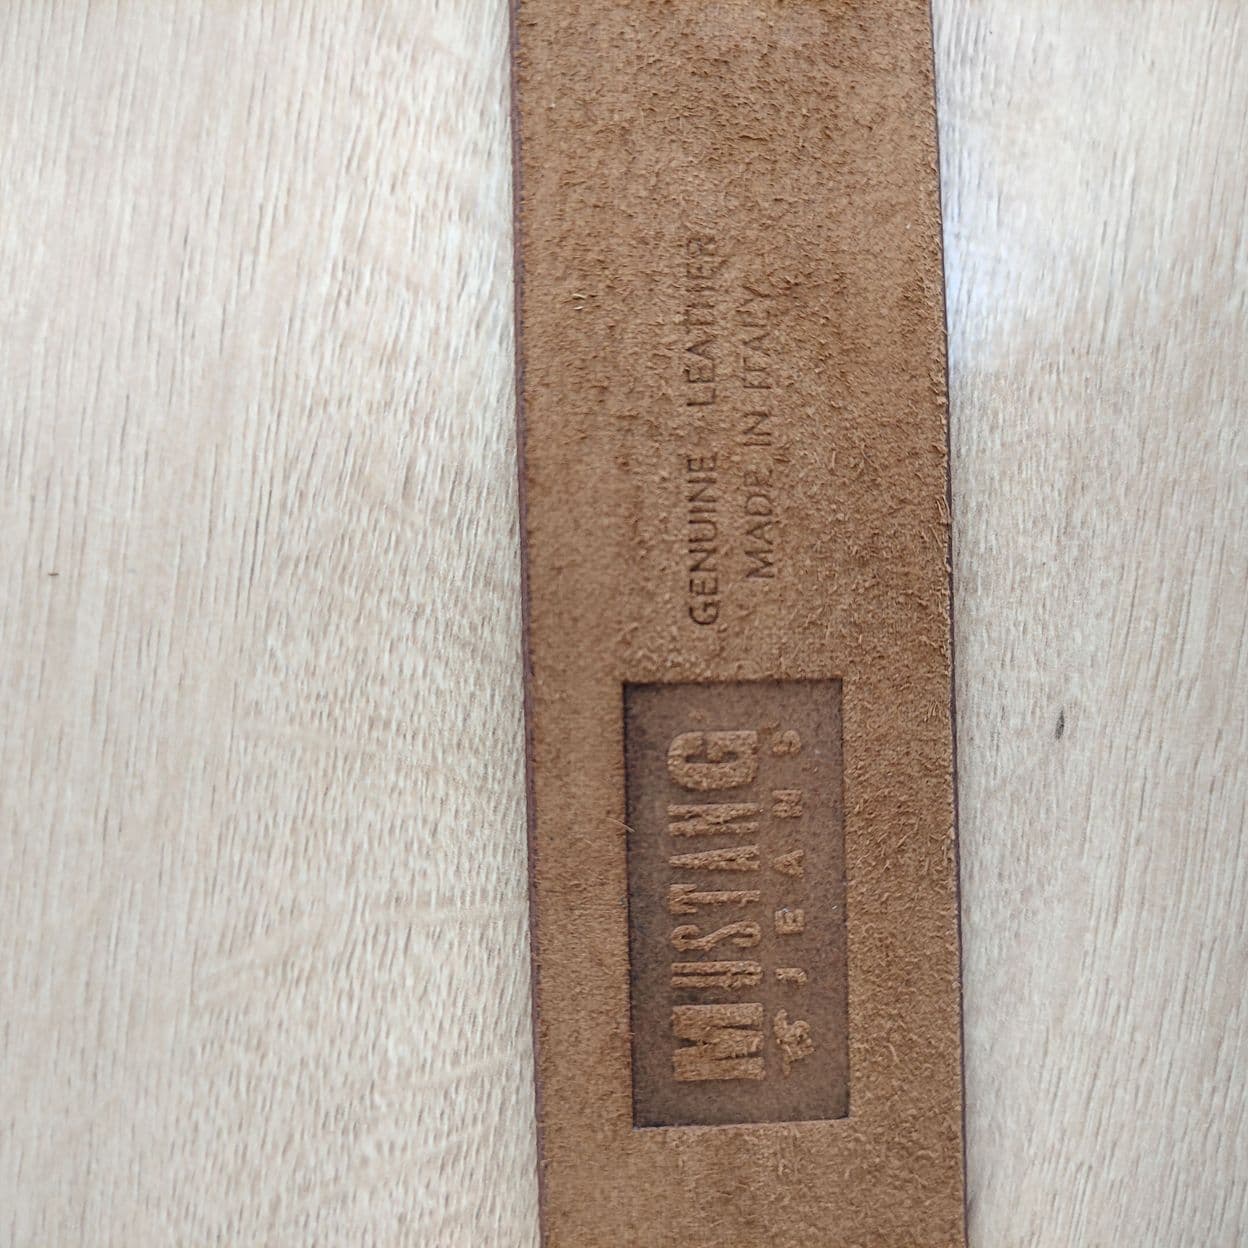 GENUINE LEATHER
MADE IN ITALY
MUSTANG
JEANS